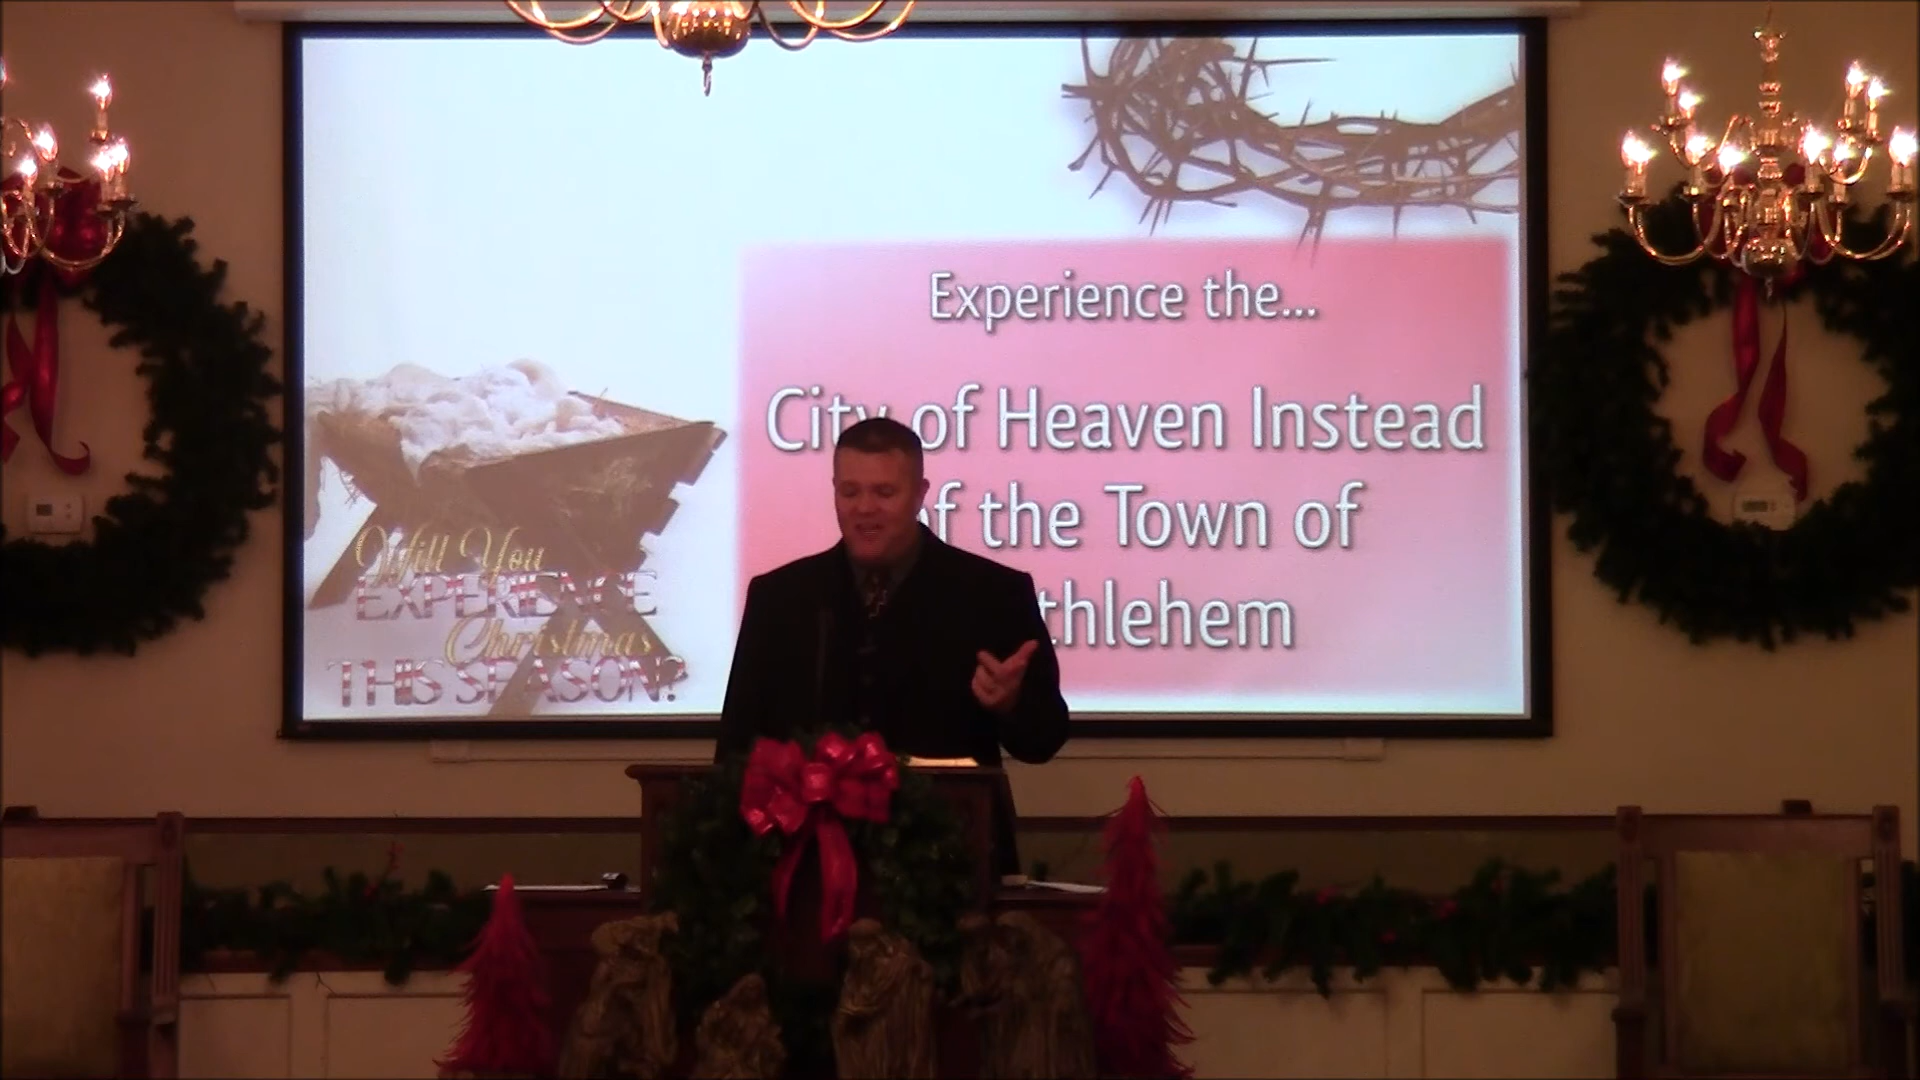 Experience the...
City of Heaven Instead
of the Town of
thlehem
Will You
EXPERIENCE
Christmas
THIS SEASON?